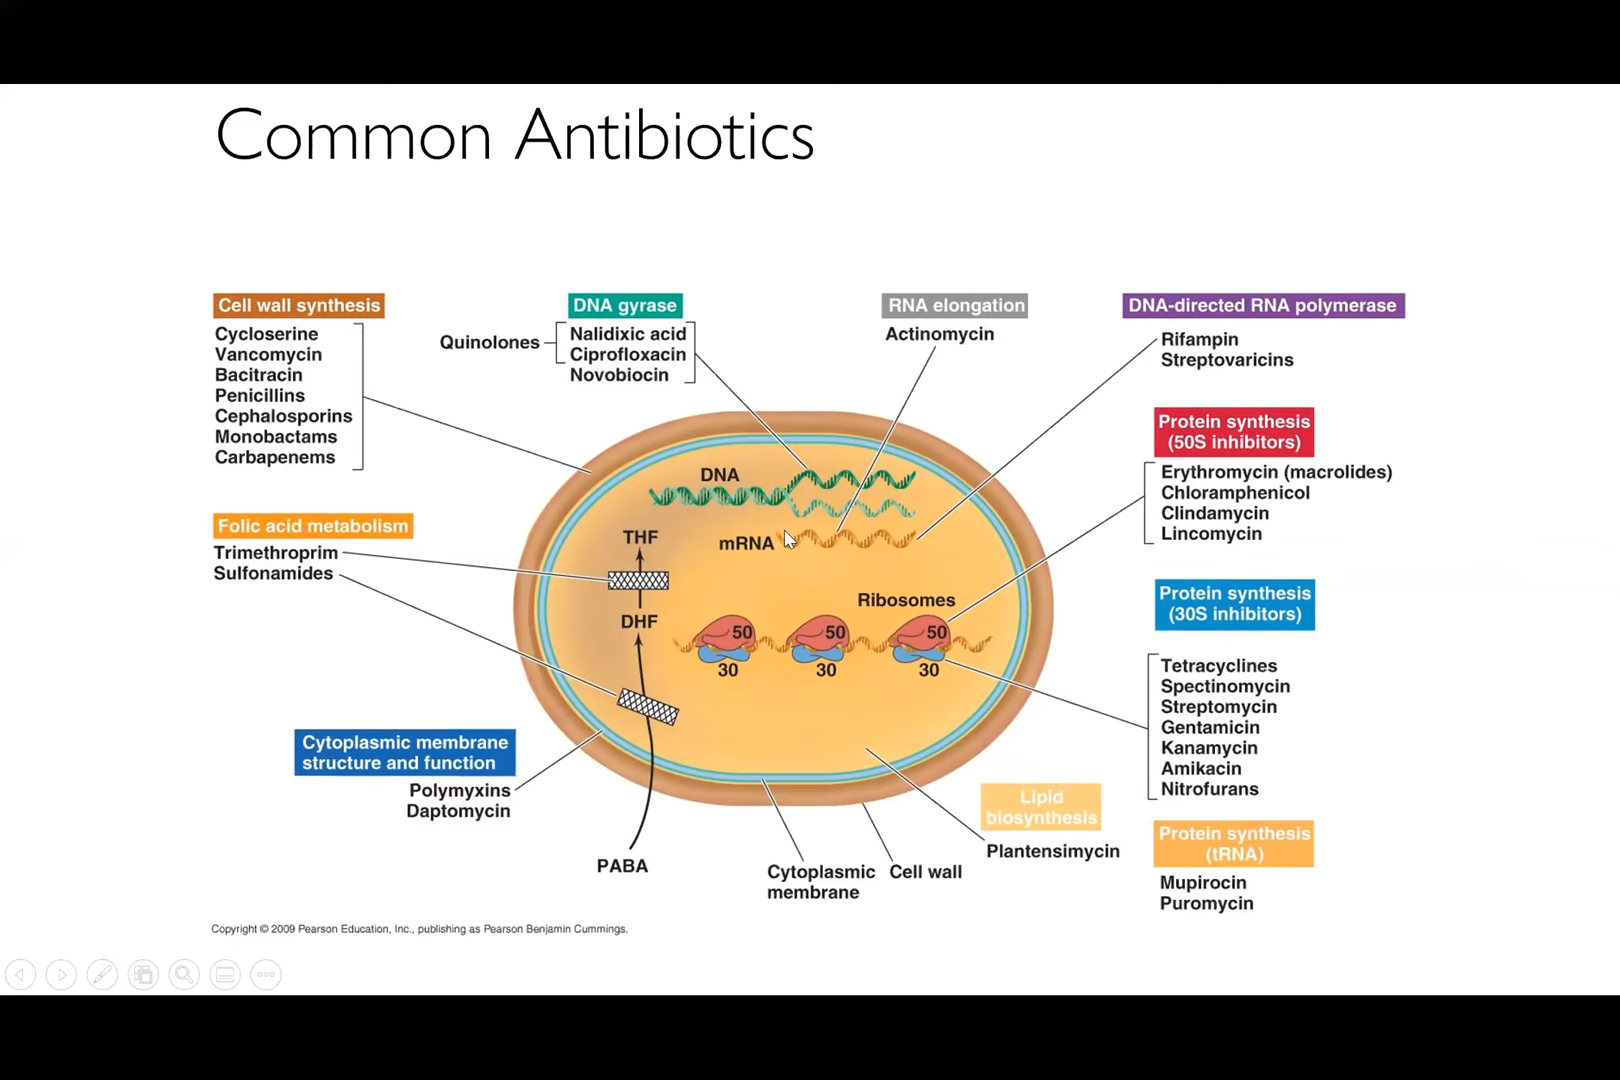 Common Antibiotics
Cell wall synthesis
Cycloserine
Vancomycin
Bacitracin
Penicillins
Cephalosporins
Monobactams
Carbapenems
DNA gyrase
Quinolones
Nalidixic acid
Ciprofloxacin
Novobiocin
RNA elongation
Actinomycin
DNA-directed RNA polymerase
Rifampin
Streptovaricins
Protein synthesis
(50S inhibitors)
Erythromycin (macrolides)
Chloramphenicol
Clindamycin
Lincomycin
Folic acid metabolism
Trimethroprim
Sulfonamides
DNA
THF
mRNA
DHF
Ribosomes
50
50
50
30
30
30
Protein synthesis
(30S inhibitors)
Tetracyclines
Spectinomycin
Streptomycin
Gentamicin
Kanamycin
Amikacin
Nitrofurans
Cytoplasmic membrane
structure and function
Polymyxins
Daptomycin
PABA
Cytoplasmic
membrane
Cell wall
Lipid
biosynthesis
Plantensimycin
Protein synthesis
(tRNA)
Mupirocin
Puromycin
Copyright © 2009 Pearson Education, Inc., publishing as Pearson Benjamin Cummings.